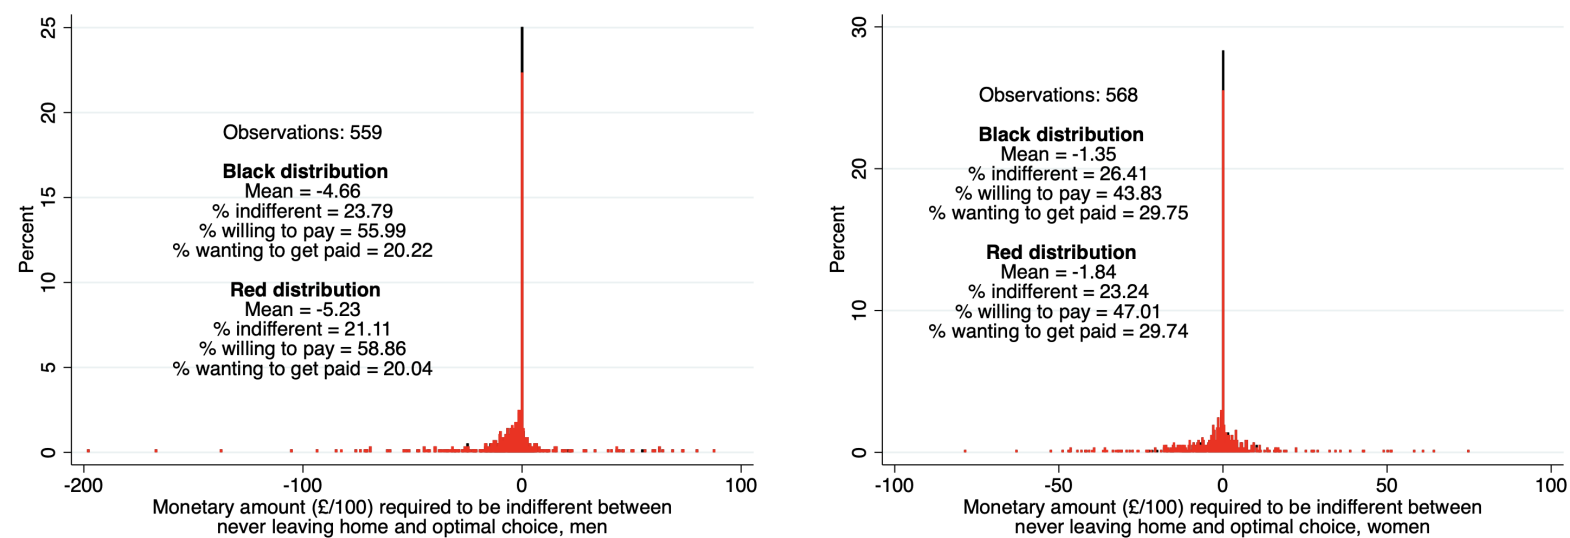 25
20
15
10
5
0
Percent
Observations: 559
Black distribution
Mean = -4.66
% indifferent = 23.79
% willing to pay = 55.99
% wanting to get paid = 20.22
Red distribution
Mean = -5.23
% indifferent = 21.11
% willing to pay = 58.86
% wanting to get paid = 20.04
-200 -100 0 100
Monetary amount (£/100) required to be indifferent between
never leaving home and optimal choice, men
30
20
10
0
Percent
Observations: 568
Black distribution
Mean = -1.35
% indifferent = 26.41
% willing to pay = 43.83
% wanting to get paid = 29.75
Red distribution
Mean = -1.84
% indifferent = 23.24
% willing to pay = 47.01
% wanting to get paid = 29.74
-100 -50 0 50 100
Monetary amount (£/100) required to be indifferent between
never leaving home and optimal choice, women